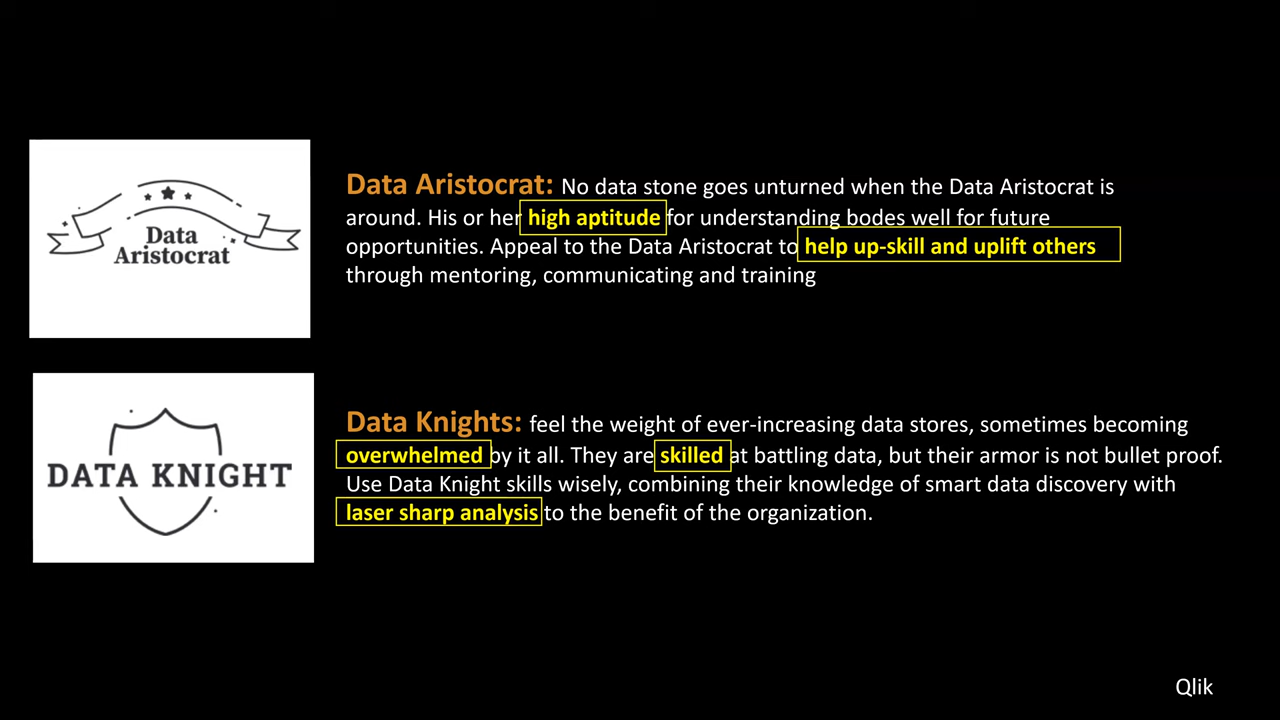 Data
Aristocrat
Data Aristocrat: No data stone goes unturned when the Data Aristocrat is
around. His or her high aptitude for understanding bodes well for future
opportunities. Appeal to the Data Aristocrat to help up-skill and uplift others
through mentoring, communicating and training
DATA KNIGHT
Data Knights: feel the weight of ever-increasing data stores, sometimes becoming
overwhelmed by it all. They are skilled at battling data, but their armor is not bullet proof.
Use Data Knight skills wisely, combining their knowledge of smart data discovery with
laser sharp analysis to the benefit of the organization.
Qlik